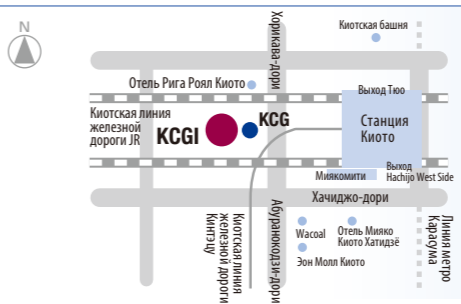 N
Хорикава-дори
Киотская башня
Отель Рига Роял Киото
Выход Тюо
Киотская линия
железной
дороги JR
KCGI
KCG
Станция
Киото
Миякомити
Выход
Hachijo West Side
Хачиджо-дори
Киотская линия
железной дороги
Кинтэцу
Абуранокодзи-дори
Wacoal
Отель Мияко
Киото Хатидзё
Эон Молл Киото
Линия метро
Карасума